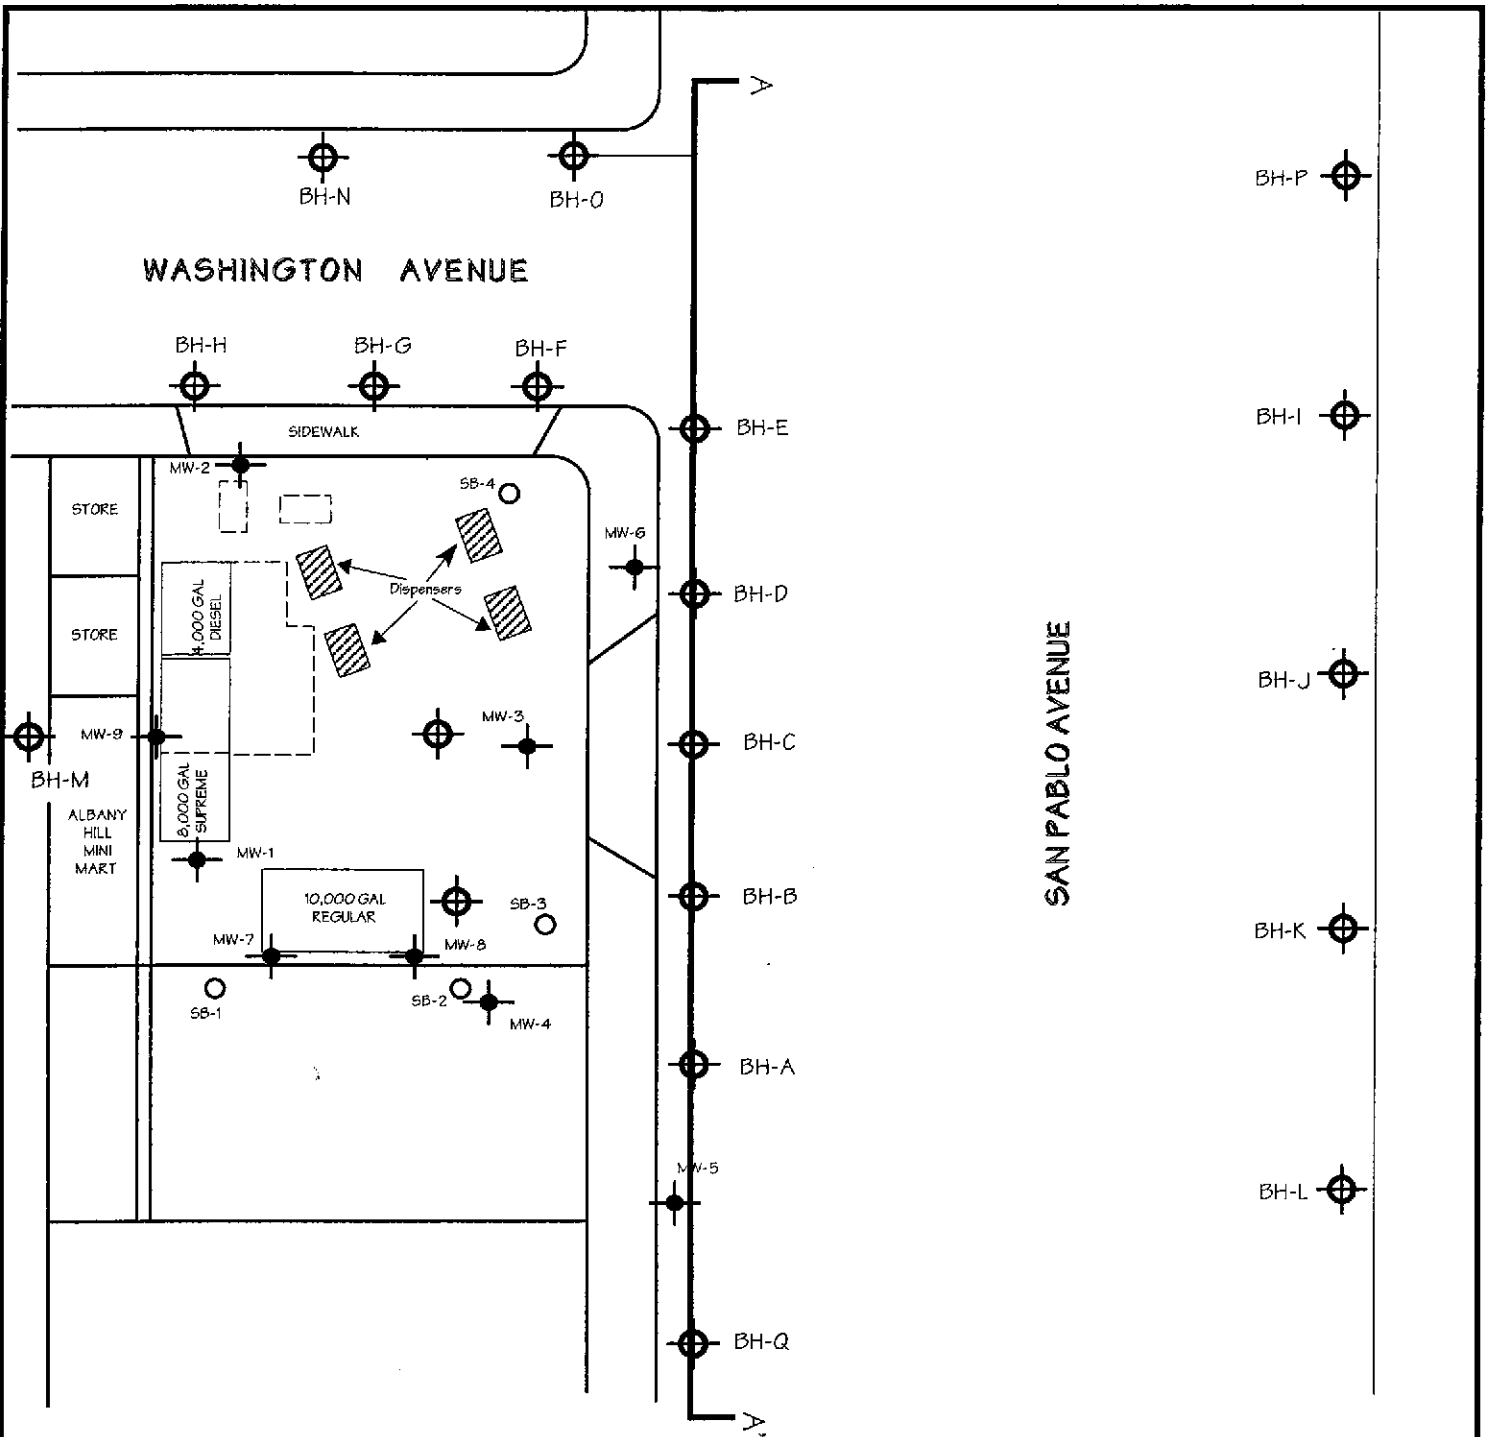 A
BH-P
BH-N
BH-O
WASHINGTON AVENUE
BH-H
BH-G
BH-F
BH-I
BH-E
SIDEWALK
MW-2
SB-4
STORE
MW-6
4,000 GAL
DIESEL
Dispensers
BH-D
STORE
SAN PABLO AVENUE
BH-J
MW-9
MW-3
BH-C
BH-M
8,000 GAL
SUPREME
ALBANY
HILL
MINI
MART
MW-1
10,000 GAL
REGULAR
SB-3
BH-B
BH-K
MW-7
MW-8
SB-1
SB-2
MW-4
BH-A
MW-5
BH-L
BH-Q
A'